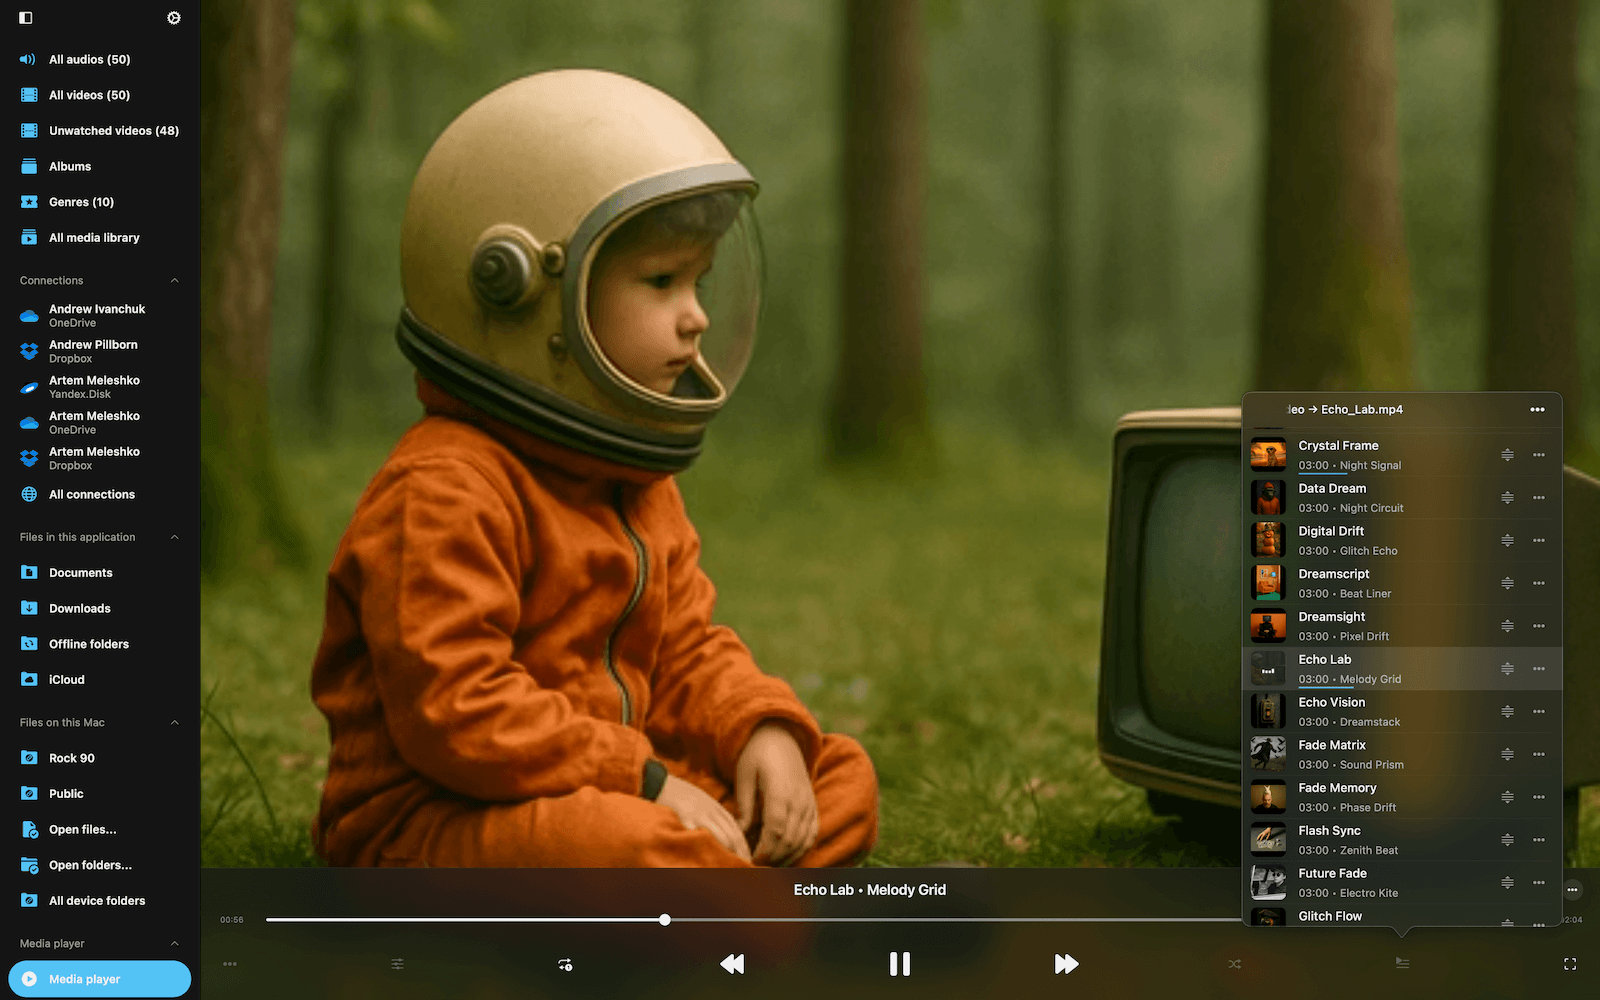 All audios (50)
All videos (50)
Unwatched videos (48)
Albums
Genres (10)
All media library
Connections
Andrew Ivanchuk
OneDrive
Andrew Pillborn
Dropbox
Artem Meleshko
Yandex.Disk
Artem Meleshko
OneDrive
Artem Meleshko
Dropbox
All connections
Files in this application
Documents
Downloads
Offline folders
iCloud
Files on this Mac
Rock 90
Public
Open files...
Open folders...
All device folders
Media player
Media player
→ Echo_Lab.mp4
Crystal Frame
03:00 • Night Signal
Data Dream
03:00 • Night Circuit
Digital Drift
03:00 • Glitch Echo
Dreamscript
03:00 • Beat Liner
Dreamsight
03:00 • Pixel Drift
Echo Lab
03:00 • Melody Grid
Echo Vision
03:00 • Dreamstack
Fade Matrix
03:00 • Sound Prism
Fade Memory
03:00 • Phase Drift
Flash Sync
03:00 • Zenith Beat
Future Fade
03:00 • Electro Kite
Glitch Flow
Echo Lab • Melody Grid
00:56
2:04